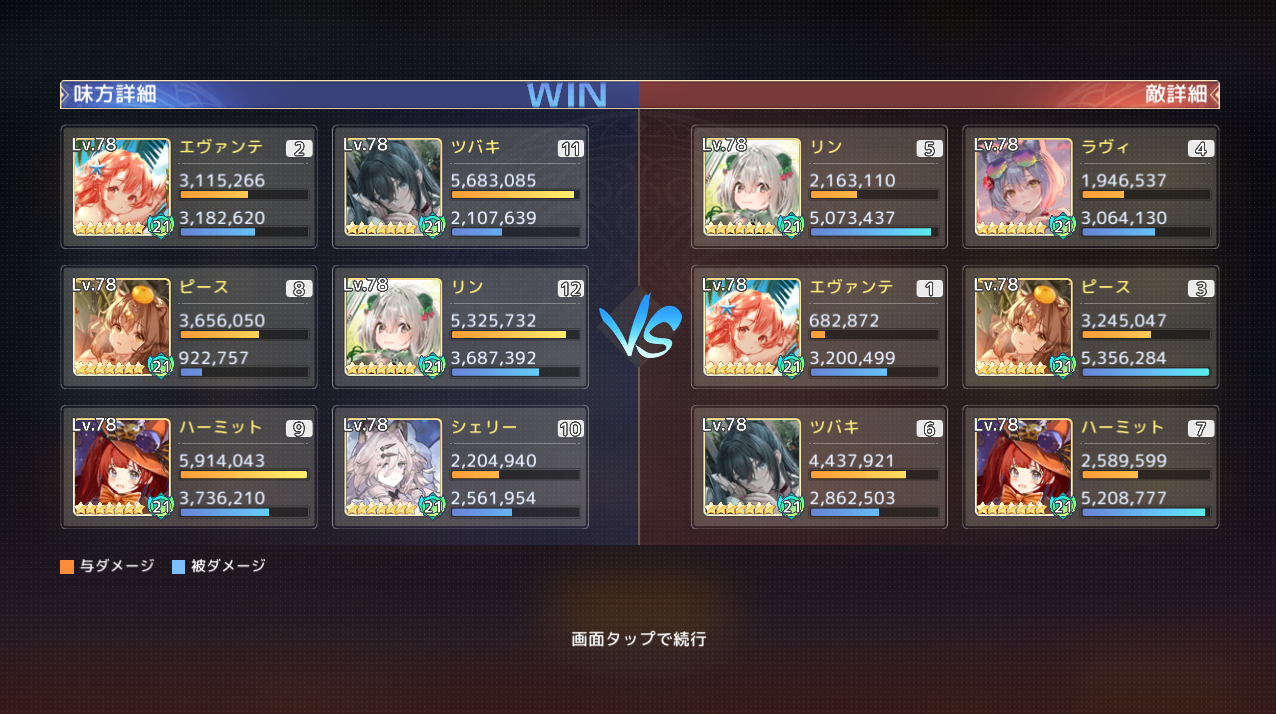 味方詳細 WIN 敵詳細
Lv.78 エヴァンテ 2
3,115,266
3,182,620
21
Lv.78 ツバキ 11
5,683,085
2,107,639
21
Lv.78 ピース 8
3,656,050
922,757
21
Lv.78 リン 12
5,325,732
3,687,392
21
Lv.78 ハーミット 9
5,914,043
3,736,210
21
Lv.78 シェリー 10
2,204,940
2,561,954
21
VS
Lv.78 リン 5
2,163,110
5,073,437
21
Lv.78 ラヴィ 4
1,946,537
3,064,130
21
Lv.78 エヴァンテ 1
682,872
3,200,499
21
Lv.78 ピース 3
3,245,047
5,356,284
21
Lv.78 ツバキ 6
4,437,921
2,862,503
21
Lv.78 ハーミット 7
2,589,599
5,208,777
21
与ダメージ 被ダメージ
画面タップで続行